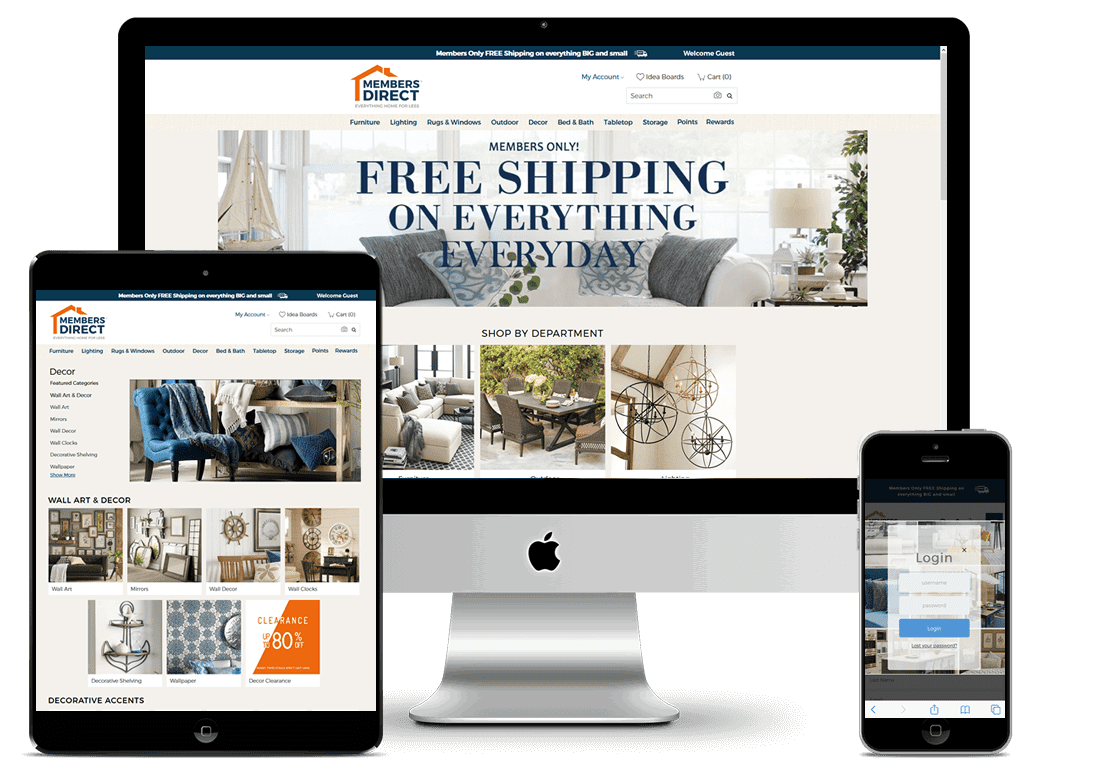 Members Only FREE Shipping on everything BIG and small
Welcome Guest
MEMBERS
DIRECT
EVERYTHING HOME FOR LESS
My Account
Idea Boards
Cart (0)
Search
Furniture Lighting Rugs & Windows Outdoor Decor Bed & Bath Tabletop Storage Points Rewards
MEMBERS ONLY!
FREE SHIPPING
ON EVERYTHING
EVERYDAY
SHOP BY DEPARTMENT
Furniture
Outdoor
Lighting
Members Only FREE Shipping on everything BIG and small
Welcome Guest
MEMBERS
DIRECT
EVERYTHING HOME FOR LESS
My Account
Idea Boards
Cart (0)
Search
Furniture Lighting Rugs & Windows Outdoor Decor Bed & Bath Tabletop Storage Points Rewards
Decor
Featured Categories
Wall Art & Decor
Wall Art
Mirrors
Wall Decor
Wall Clocks
Decorative Shelving
Wallpaper
Show More
WALL ART & DECOR
Wall Art
Mirrors
Wall Decor
Wall Clocks
CLEARANCE
UP TO 80% OFF
Decorative Shelving
Wallpaper
Decor Clearance
DECORATIVE ACCENTS
Members Only FREE Shipping on
everything BIG and small
x
Login
username
password
Login
Lost your password?